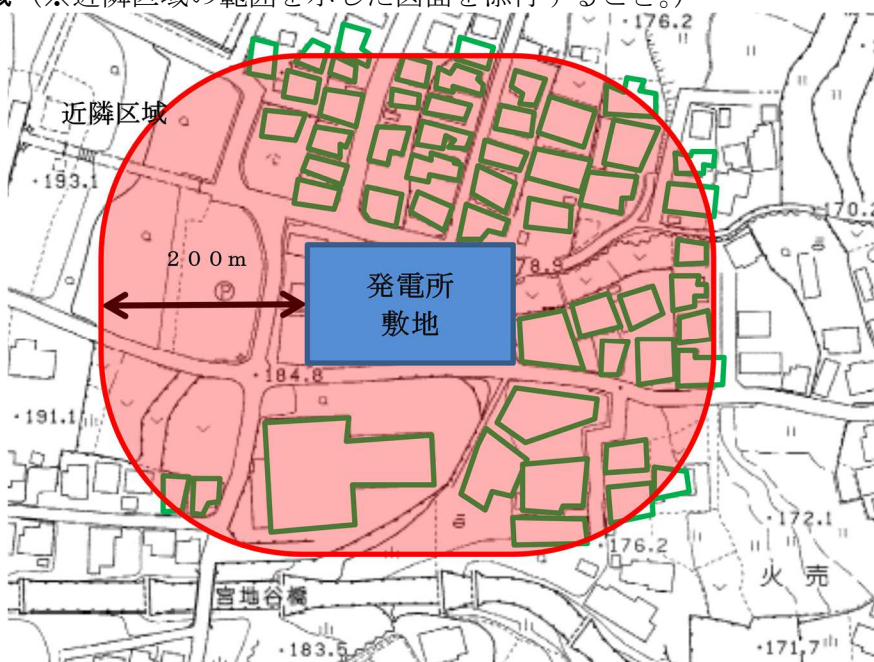 域（※近隣区域の範囲を示した図面を添付すること。）
·176.2
近隣区域
·193.1
170.2
200m
P
78.9
発電所
敷地
·184.8
·191.1
·172.1
·176.2
火売
宮地谷橋
·183.5
·171.7